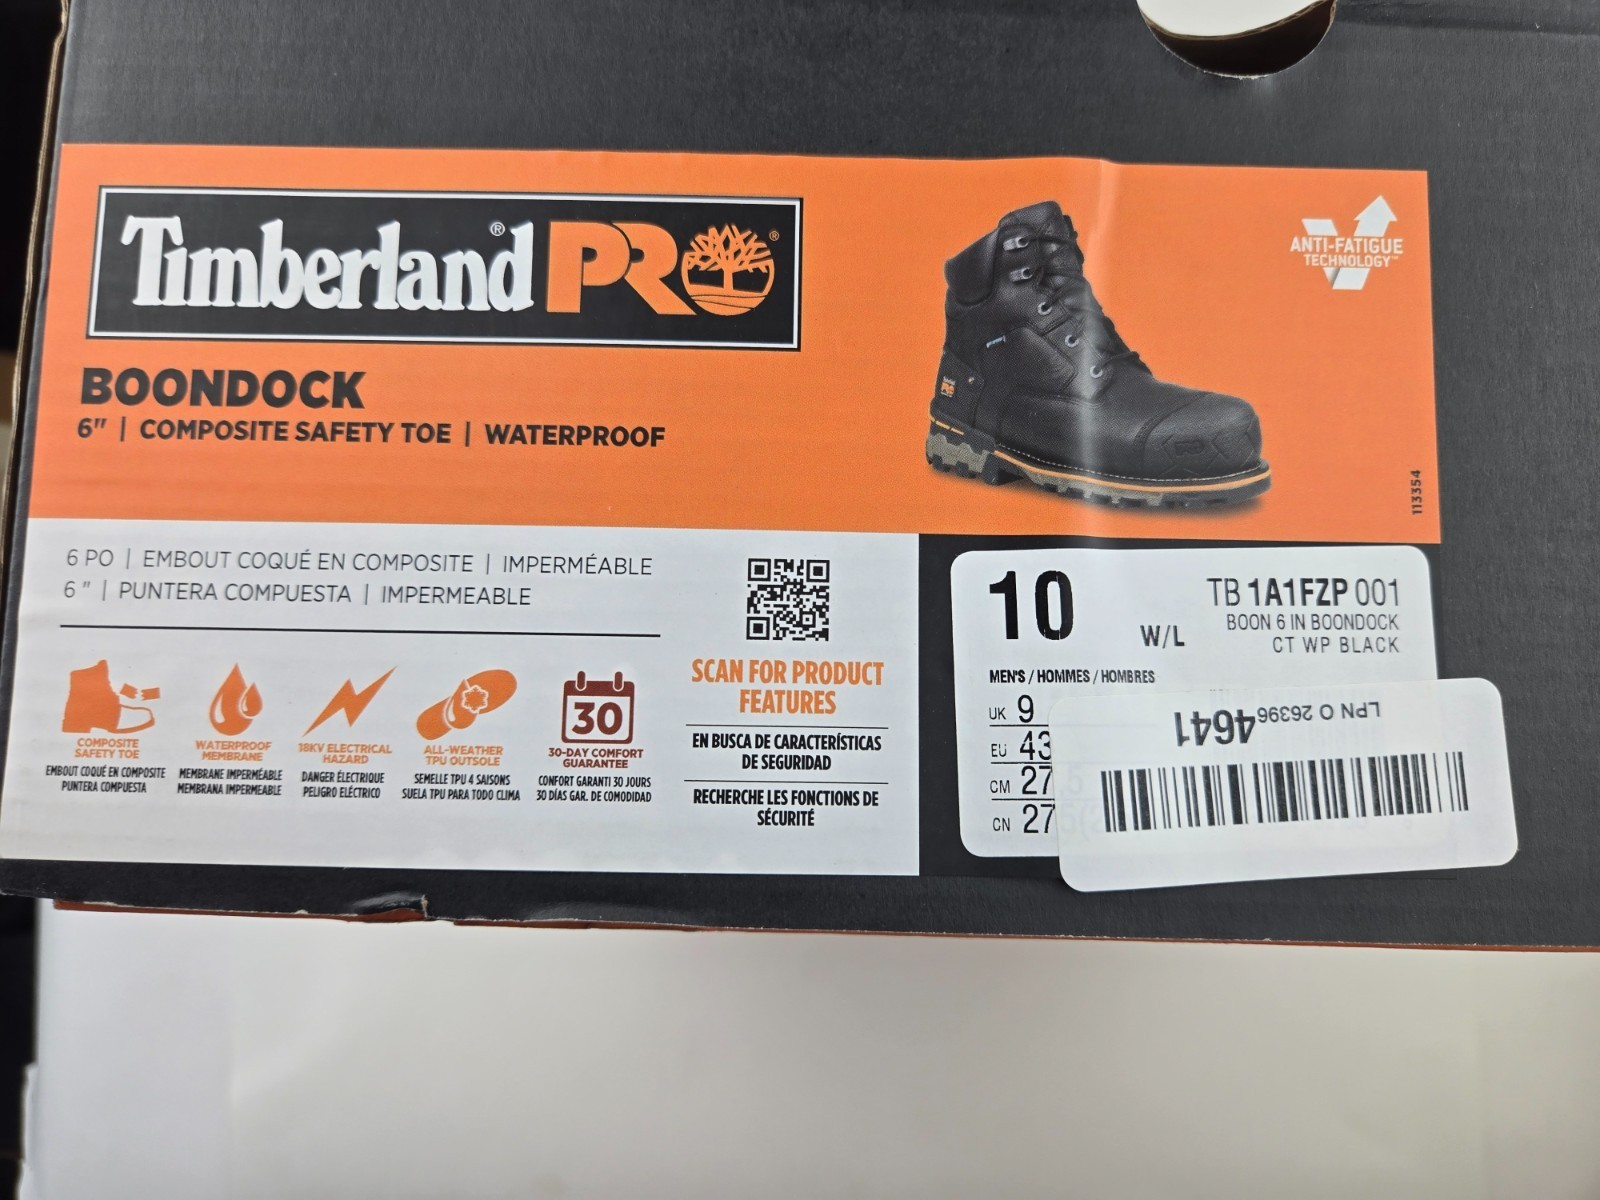 Timberland® PRO®
ANTI-FATIGUE
TECHNOLOGY™
BOONDOCK
6" | COMPOSITE SAFETY TOE | WATERPROOF
113354
6 PO | EMBOUT COQUÉ EN COMPOSITE | IMPERMÉABLE
6" | PUNTERA COMPUESTA | IMPERMEABLE
COMPOSITE
SAFETY TOE
EMBOUT COQUÉ EN COMPOSITE
PUNTERA COMPUESTA
WATERPROOF
MEMBRANE
MEMBRANE IMPERMÉABLE
MEMBRANA IMPERMEABLE
18KV ELECTRICAL
HAZARD
DANGER ÉLECTRIQUE
PELIGRO ELÉCTRICO
ALL-WEATHER
TPU OUTSOLE
SEMELLE TPU 4 SAISONS
SUELA TPU PARA TODO CLIMA
30
30-DAY COMFORT
GUARANTEE
CONFORT GARANTI 30 JOURS
30 DÍAS GAR. DE COMODIDAD
SCAN FOR PRODUCT
FEATURES
EN BUSCA DE CARACTERÍSTICAS
DE SEGURIDAD
RECHERCHE LES FONCTIONS DE
SÉCURITÉ
10
W/L
TB 1A1FZP 001
BOON 6 IN BOONDOCK
CT WP BLACK
MEN'S / HOMMES / HOMBRES
UK 9
EU 43
CM 27.5
CN 275(2
LPN O 263964641